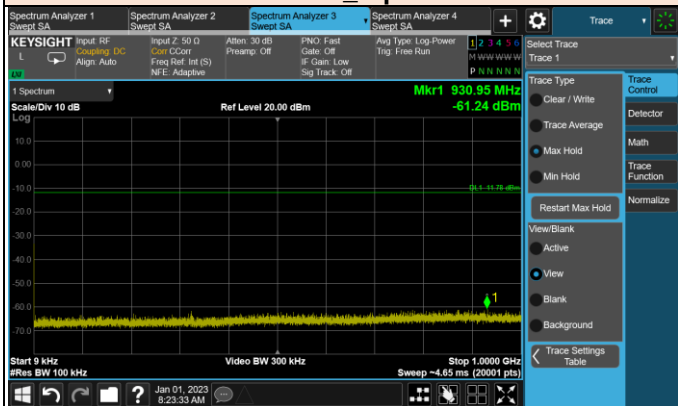 Spectrum Analyzer 1
Swept SA
Spectrum Analyzer 2
Swept SA
Spectrum Analyzer 3
Swept SA
Spectrum Analyzer 4
Swept SA
+
Trace
KEYSIGHT
L
LXI
Input: RF
Coupling: DC
Align: Auto
Input Z: 50 Ω
Corr CCorr
Freq Ref: Int (S)
NFE: Adaptive
Atten: 30 dB
Preamp: Off
PNO: Fast
Gate: Off
IF Gain: Low
Sig Track: Off
Avg Type: Log-Power
Trig: Free Run
1 2 3 4 5 6
M W W W W W
P N N N N N
Select Trace
Trace 1
1 Spectrum
Scale/Div 10 dB
Log
Ref Level 20.00 dBm
Mkr1 930.95 MHz
-61.24 dBm
10.0
0.00
-10.0
DL1 -11.78 dBm
-20.0
-30.0
-40.0
-50.0
-60.0
-70.0
1
Start 9 kHz
#Res BW 100 kHz
Video BW 300 kHz
Stop 1.0000 GHz
Sweep ~4.65 ms (20001 pts)
Trace Type
Clear / Write
Trace Average
Max Hold
Min Hold
Restart Max Hold
View/Blank
Active
View
Blank
Background
Trace Settings
Table
Trace
Control
Detector
Math
Trace
Function
Normalize
?
Jan 01, 2023
8:23:33 AM